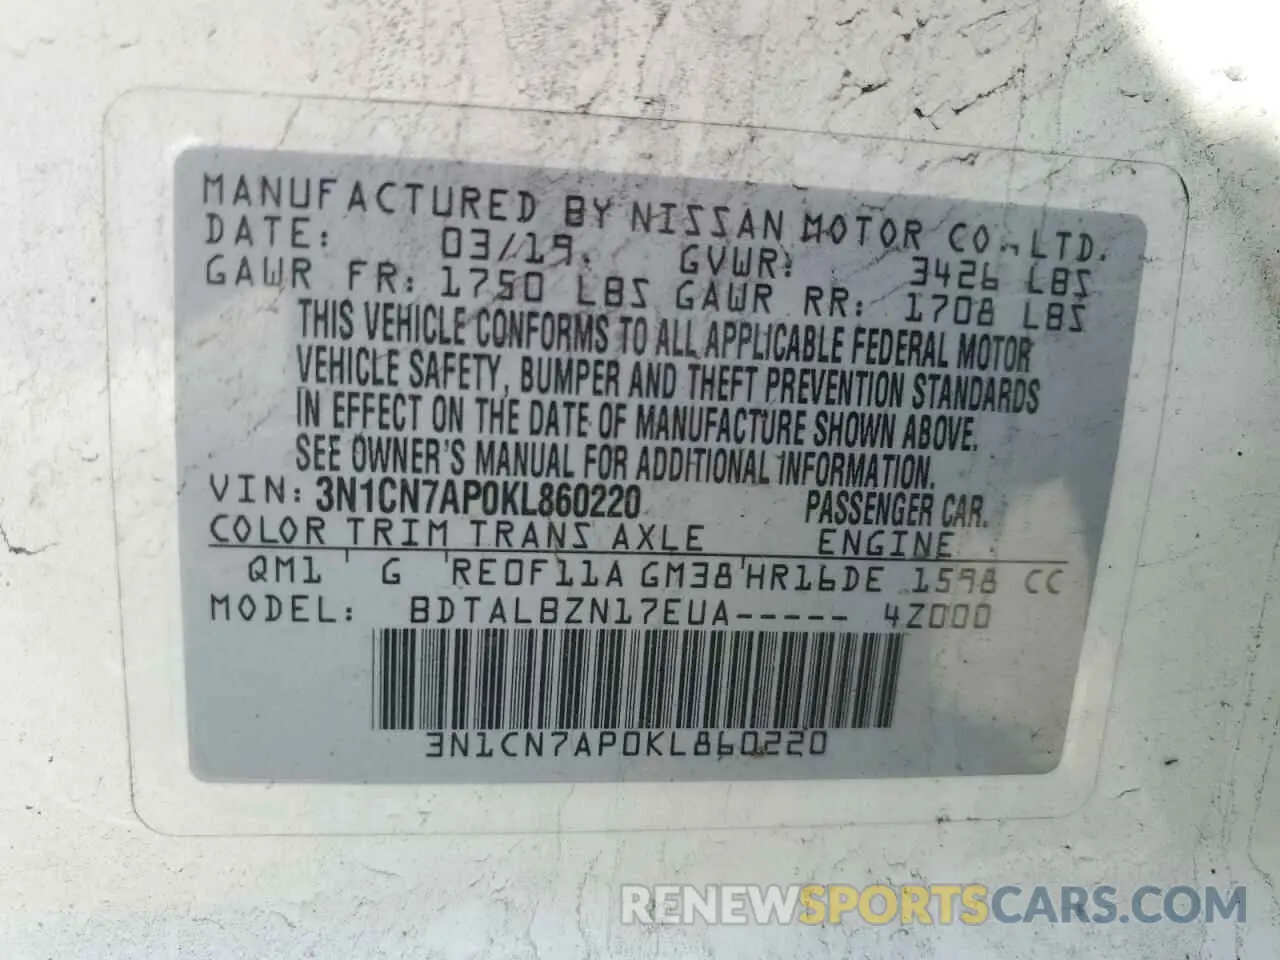 MANUFACTURED BY NISSAN MOTOR CO., LTD.
DATE: 03/19. GVWR: 3426 LBS
GAWR FR: 1750 LBS GAWR RR: 1708 LBS
THIS VEHICLE CONFORMS TO ALL APPLICABLE FEDERAL MOTOR
VEHICLE SAFETY, BUMPER AND THEFT PREVENTION STANDARDS
IN EFFECT ON THE DATE OF MANUFACTURE SHOWN ABOVE.
SEE OWNER'S MANUAL FOR ADDITIONAL INFORMATION.
VIN: 3N1CN7AP0KL860220 PASSENGER CAR.
COLOR TRIM TRANS AXLE ENGINE
QM1 ' G ' RE0F11A GM38 ' HR16DE 1598 CC
MODEL: BDTALBZN17EUA----- 4Z000
3N1CN7AP0KL860220
RENEWSPORTSCARS.COM